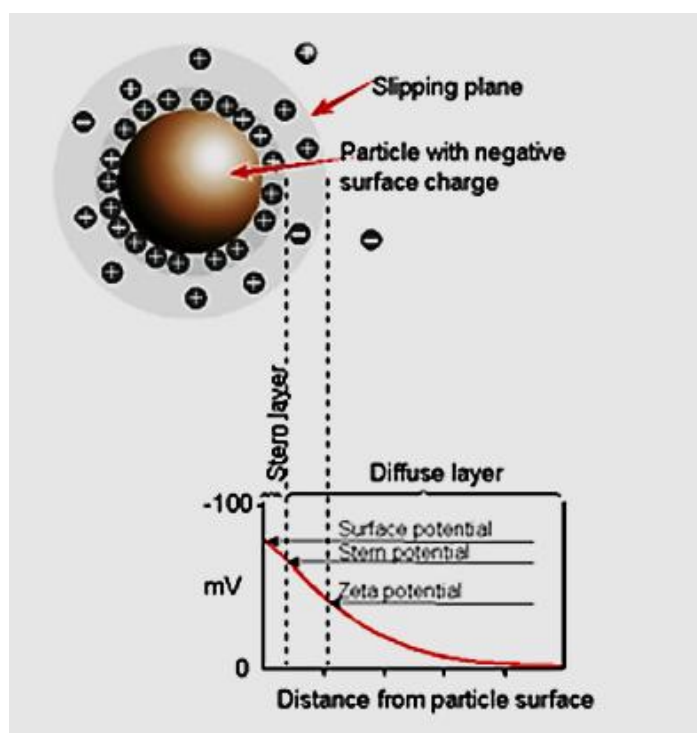 Slipping plane
Particle with negative
surface charge
Stern layer
Diffuse layer
-100
Surface potential
Stern potential
mV
Zeta potential
0
Distance from particle surface